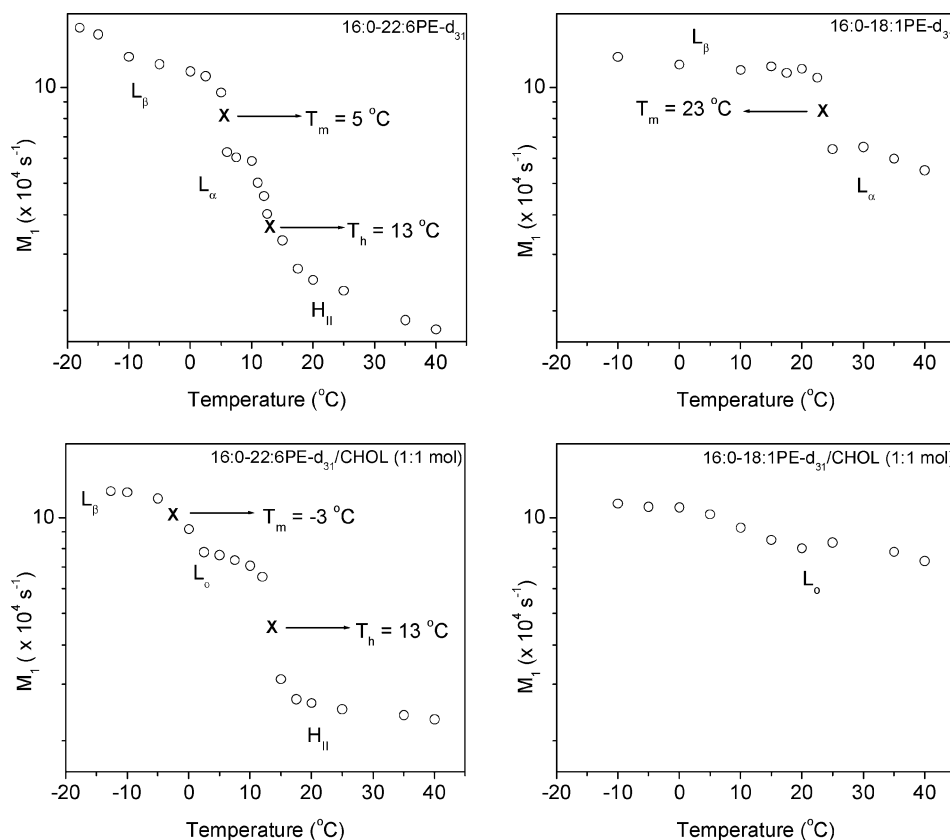 16:0-22:6PE-d31
10
Lβ
Tm = 5 °C
Lα
Th = 13 °C
HII
M1 (x 10^4 s^-1)
-20 -10 0 10 20 30 40
Temperature (°C)
16:0-18:1PE-d31
10
Lβ
Tm = 23 °C
Lα
M1 (x 10^4 s^-1)
-20 -10 0 10 20 30 40
Temperature (°C)
16:0-22:6PE-d31/CHOL (1:1 mol)
Lβ
10
Tm = -3 °C
Lo
Th = 13 °C
HII
M1 ( x 10^4 s^-1)
-20 -10 0 10 20 30 40
Temperature (°C)
16:0-18:1PE-d31/CHOL (1:1 mol)
10
Lo
M1 (x 10^4 s^-1)
-20 -10 0 10 20 30 40
Temperature (°C)